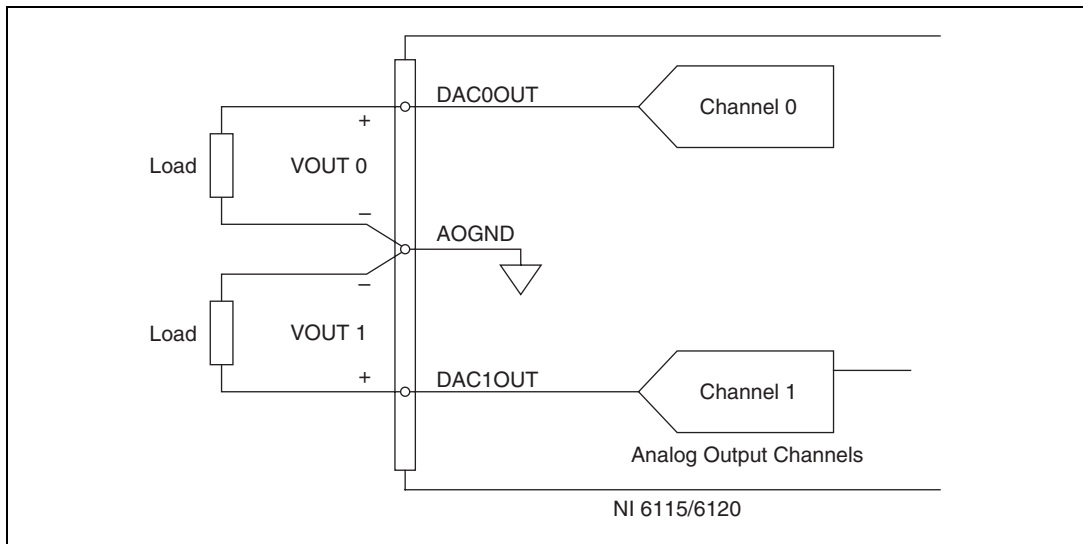 DAC0OUT
Channel 0
+
Load
VOUT 0
–
AOGND
–
Load
VOUT 1
+
DAC1OUT
Channel 1
Analog Output Channels
NI 6115/6120